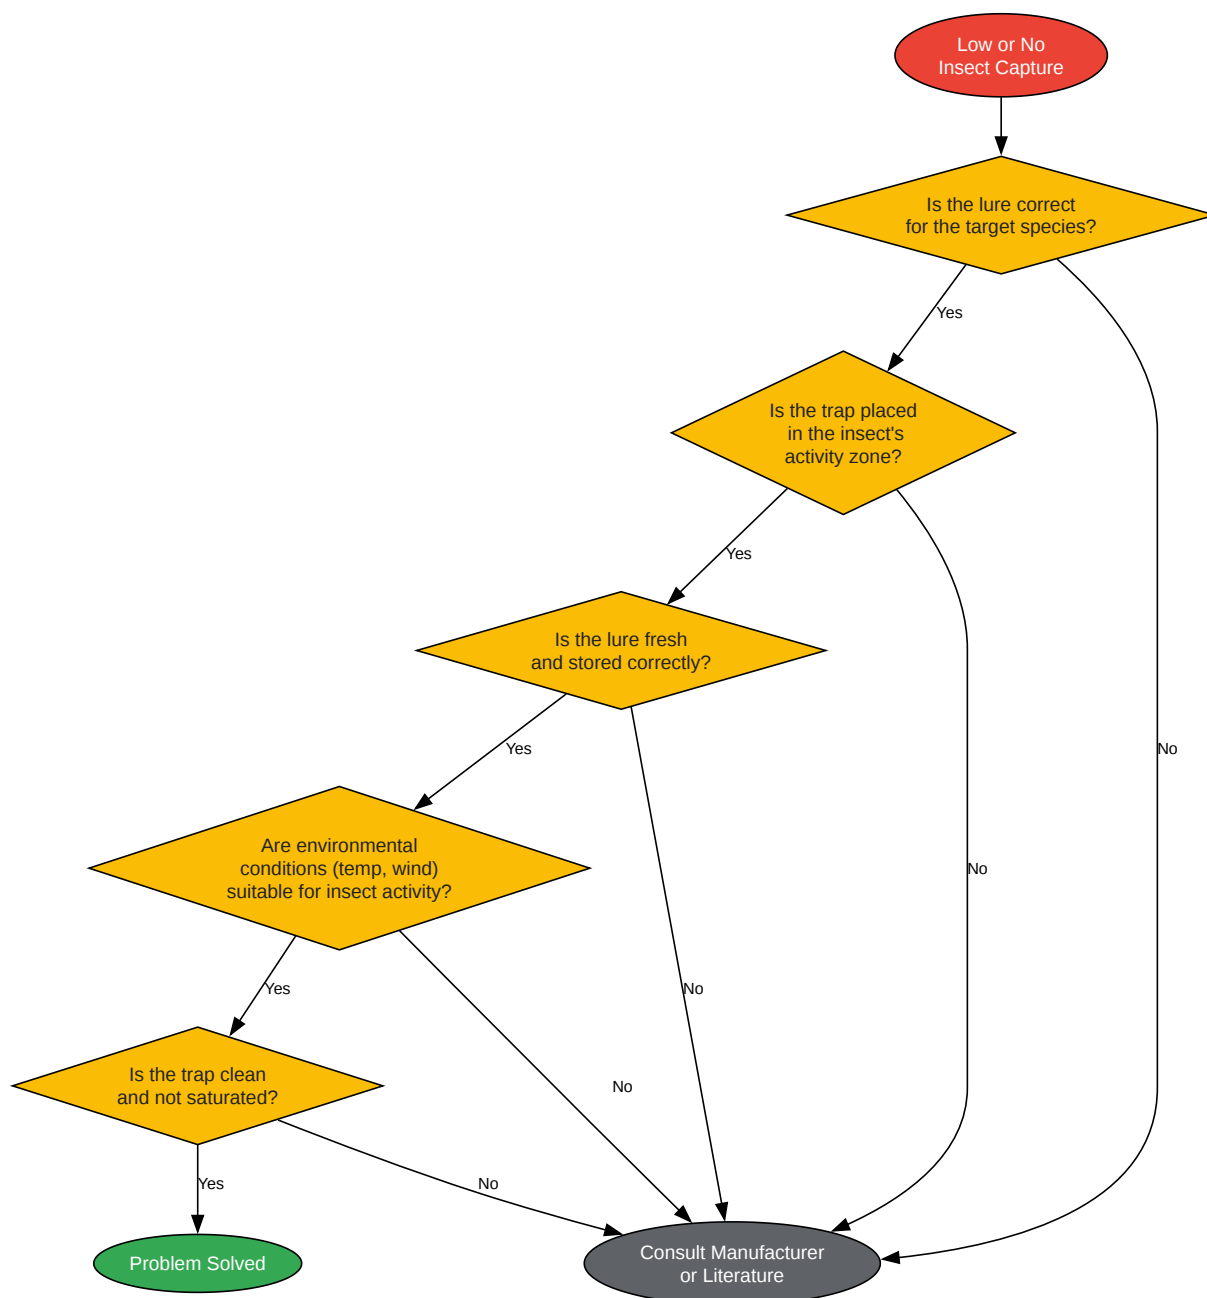 Low or No
Insect Capture
Is the lure correct
for the target species?
Yes
Is the trap placed
in the insect's
activity zone?
Yes
Is the lure fresh
and stored correctly?
Yes
No
Are environmental
conditions (temp, wind)
suitable for insect activity?
No
Yes
No
Is the trap clean
and not saturated?
No
Yes
No
Problem Solved
Consult Manufacturer
or Literature